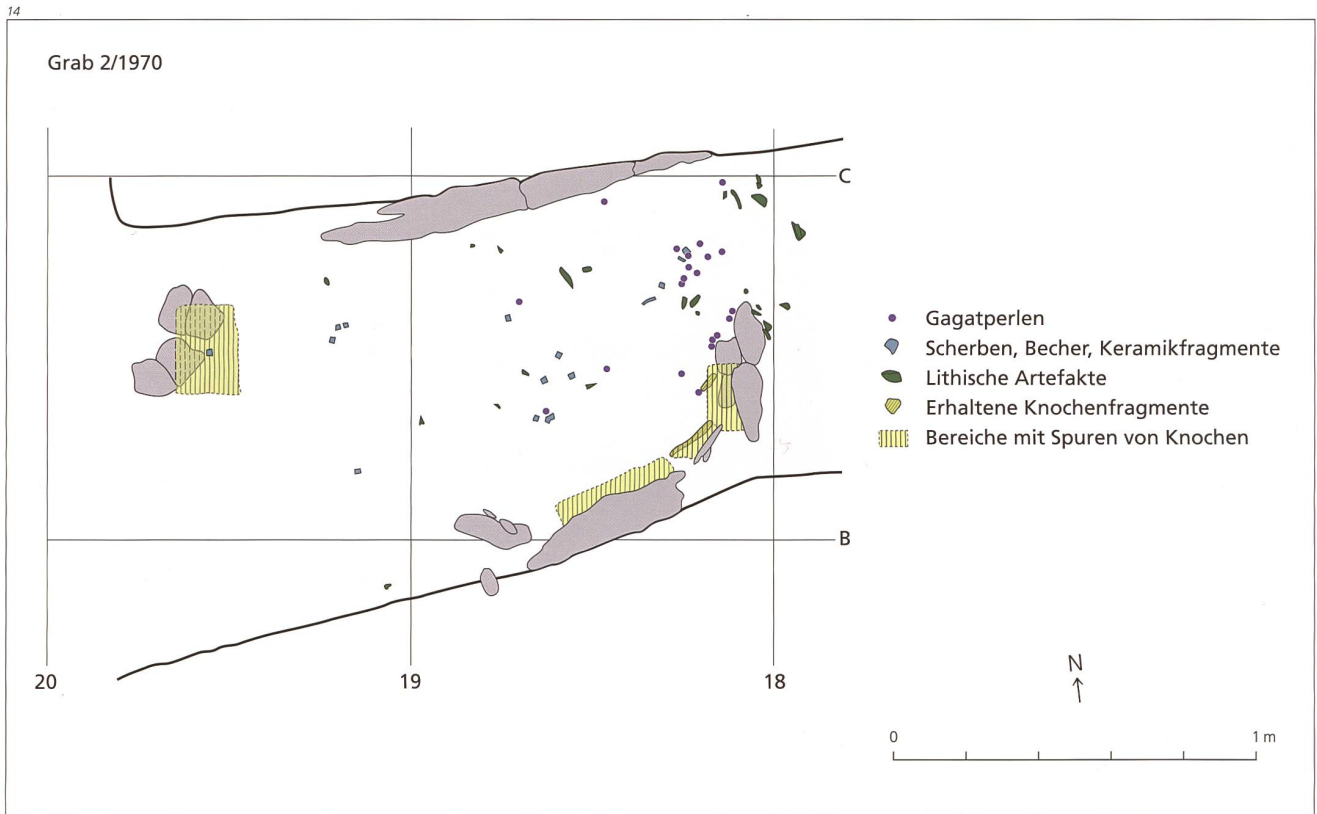 14
Grab 2/1970
C
Gagatperlen
Scherben, Becher, Keramikfragmente
Lithische Artefakte
Erhaltene Knochenfragmente
Bereiche mit Spuren von Knochen
B
20
19
18
N
0
1 m